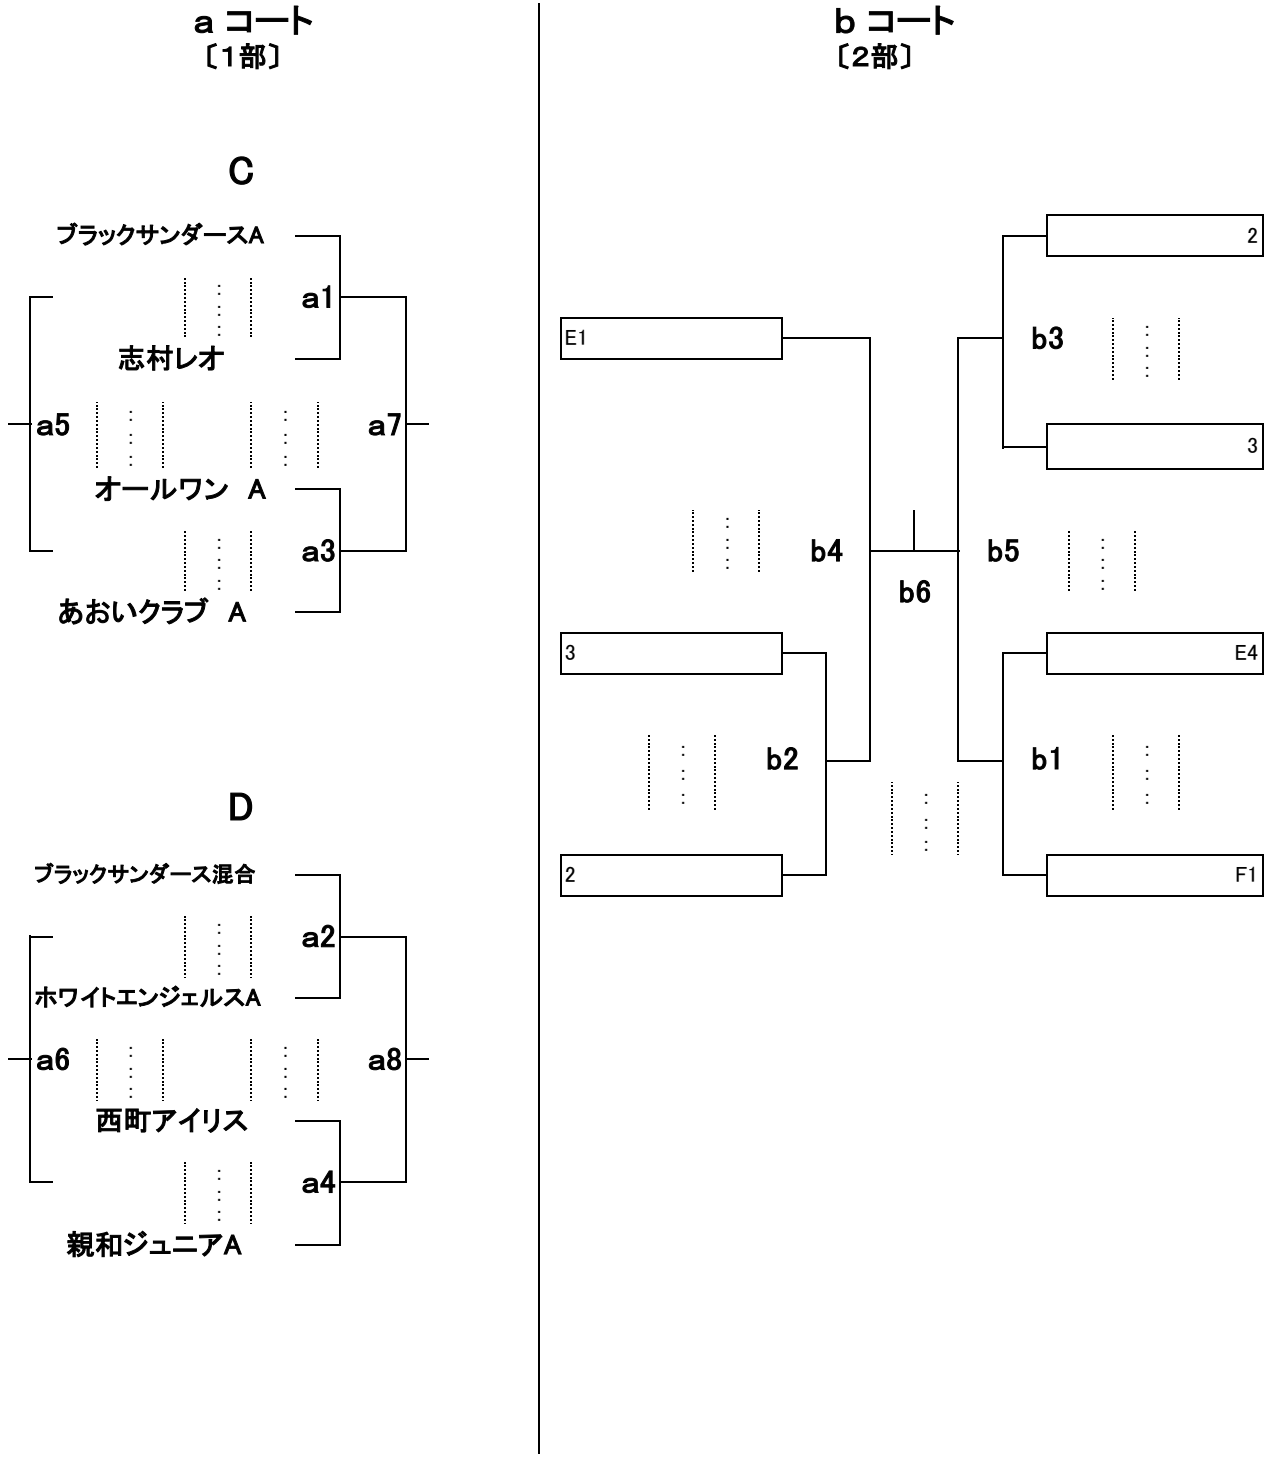 a コート
〔1部〕
C
ブラックサンダースA
a1
志村レオ
a5
a7
オールワン　A
a3
あおいクラブ　A
D
ブラックサンダース混合
a2
ホワイトエンジェルスA
a6
a8
西町アイリス
a4
親和ジュニアA
b コート
〔2部〕
2
E1
b3
3
b4
b5
b6
3
E4
b2
b1
2
F1